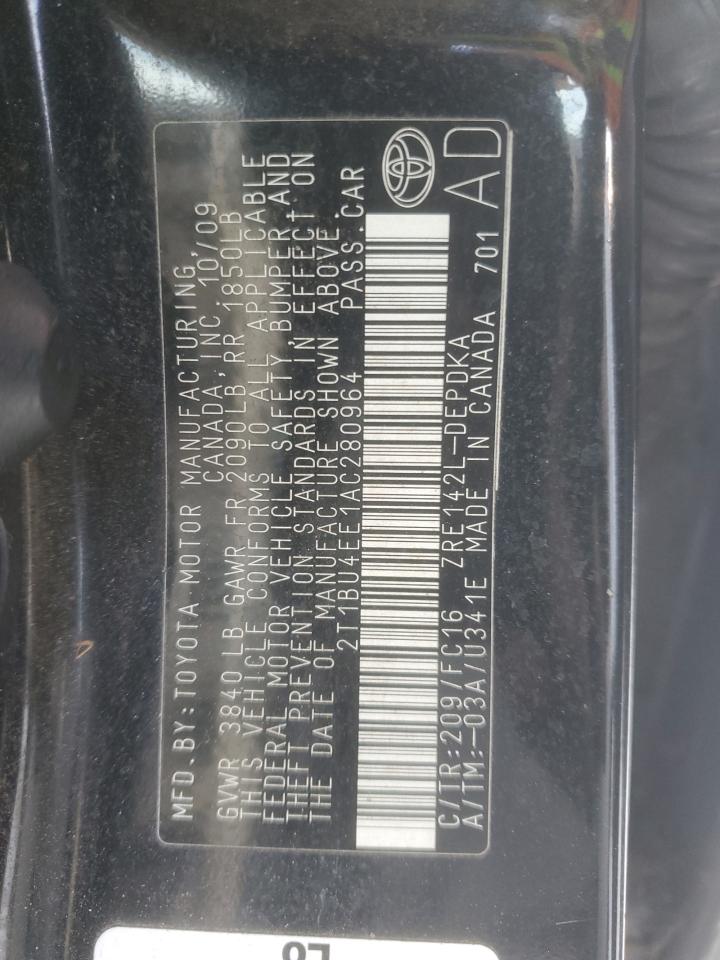 MFD.BY:TOYOTA MOTOR MANUFACTURING,
CANADA,INC. 10/09
GVWR 3840LB GAWR FR 2090LB,RR 1850LB
THIS VEHICLE CONFORMS TO ALL APPLICABLE
FEDERAL MOTOR VEHICLE SAFETY, BUMPER,AND
THEFT PREVENTION STANDARDS IN EFFECT ON
THE DATE OF MANUFACTURE SHOWN ABOVE.
2T1BU4EE1AC280964 PASS.CAR
C/TR:209/FC16 ZRE142L-DEPDKA
A/TM:-03A/U341E MADE IN CANADA 701
AD